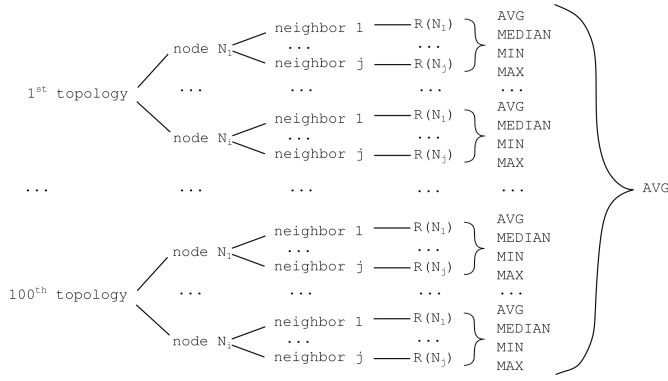 neighbor 1 R(N₁) AVG
node N₁ ... ... MEDIAN
neighbor j R(Nⱼ) MIN
MAX
1ˢᵗ topology ... ... ... ...
neighbor 1 R(N₁) AVG
node Nᵢ ... ... MEDIAN
neighbor j R(Nⱼ) MIN
MAX
... ... ... ... ... AVG
neighbor 1 R(N₁) AVG
node N₁ ... ... MEDIAN
neighbor j R(Nⱼ) MIN
MAX
100ᵗʰ topology ... ... ... ...
neighbor 1 R(N₁) AVG
node Nᵢ ... ... MEDIAN
neighbor j R(Nⱼ) MIN
MAX